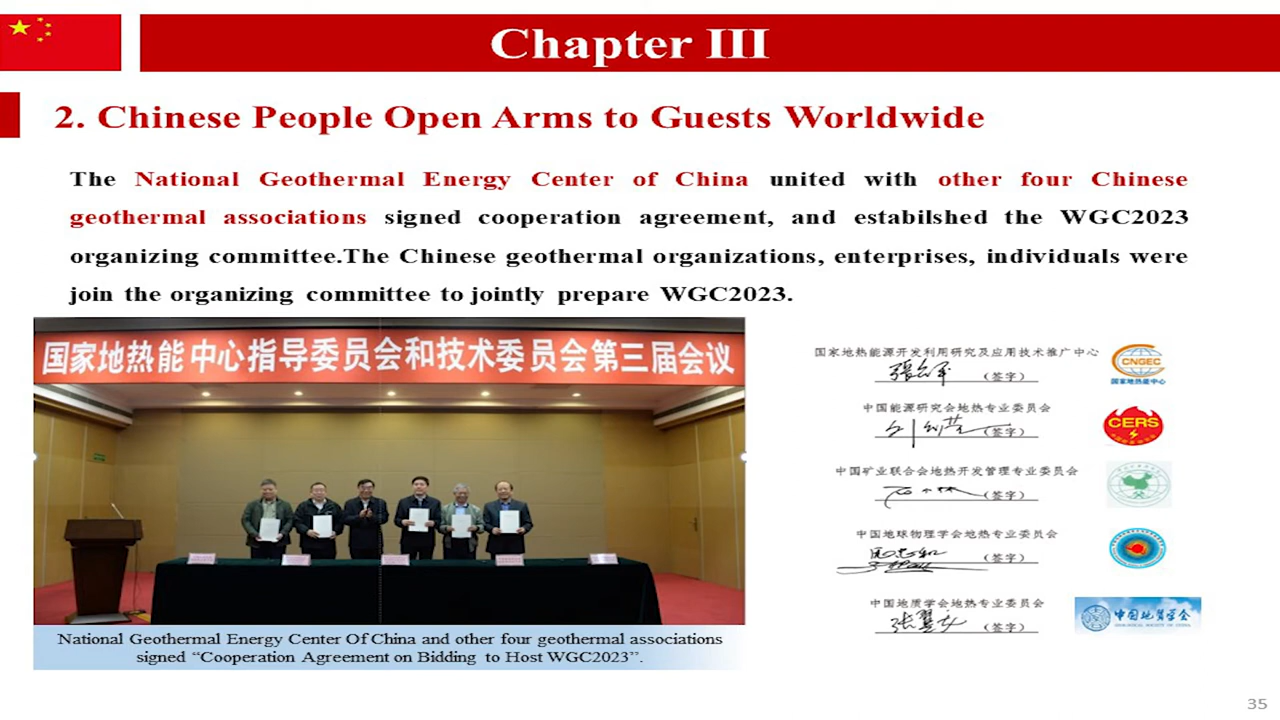 Chapter III
2. Chinese People Open Arms to Guests Worldwide
The National Geothermal Energy Center of China united with other four Chinese
geothermal associations signed cooperation agreement, and estabilshed the WGC2023
organizing committee.The Chinese geothermal organizations, enterprises, individuals were
join the organizing committee to jointly prepare WGC2023.
国家地热能中心指导委员会和技术委员会第三届会议
National Geothermal Energy Center Of China and other four geothermal associations
signed “Cooperation Agreement on Bidding to Host WGC2023”.
国家地热能源开发利用研究及应用技术推广中心
(签字)
CNGEC
国家地热能中心
中国能源研究会地热专业委员会
(签字)
CERS
中国矿业联合会地热开发管理专业委员会
(签字)
中国地球物理学会地热专业委员会
(签字)
中国地质学会地热专业委员会
(签字)
中国地质学会
GEOLOGICAL SOCIETY OF CHINA
35